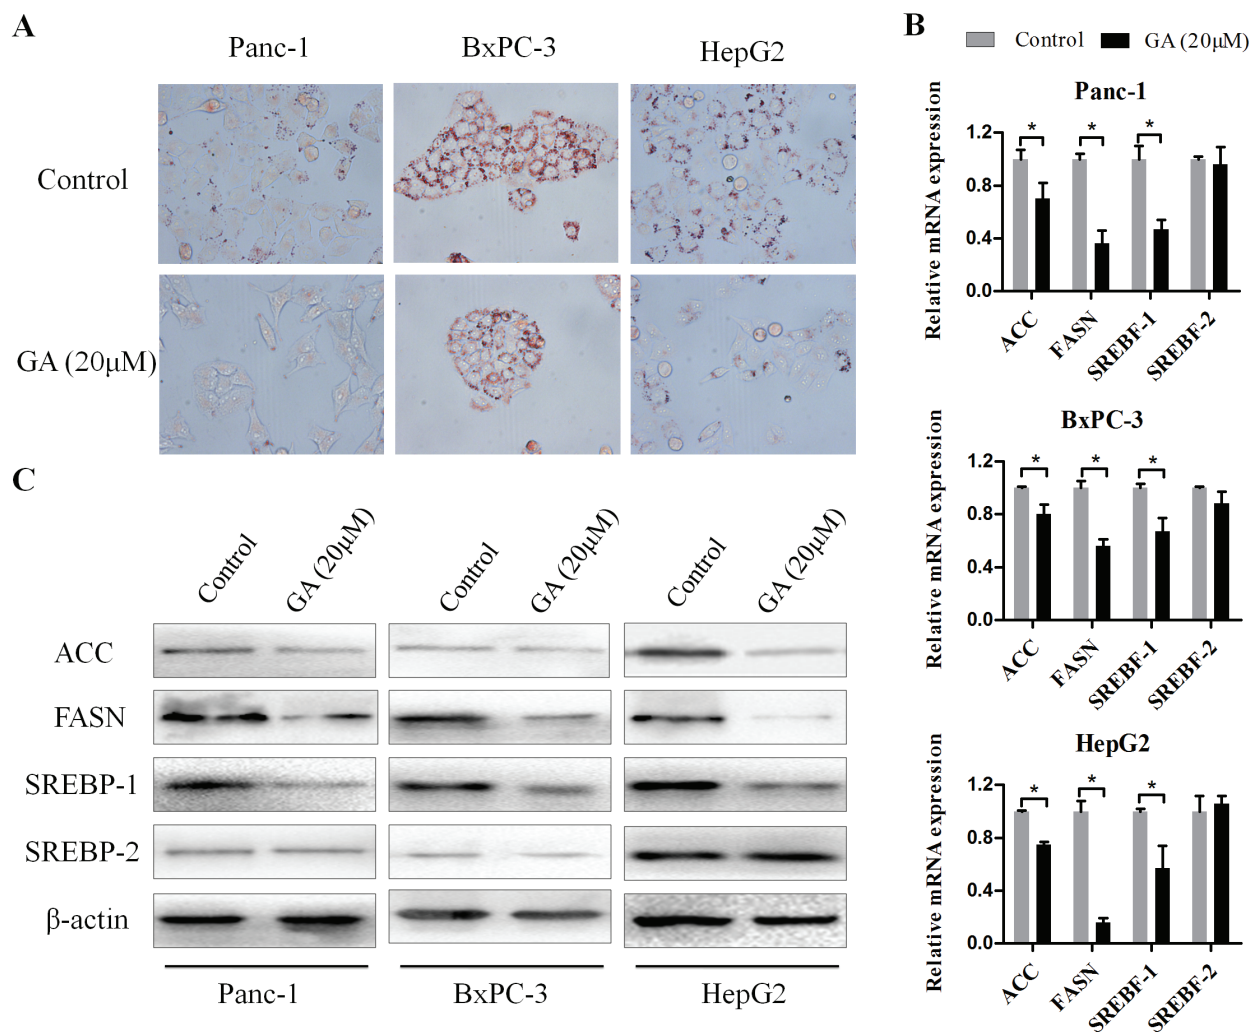 A
Panc-1
BxPC-3
HepG2
Control
GA (20μM)
B
Control
GA (20μM)
Panc-1
Relative mRNA expression
1.2
0.8
0.4
0.0
*
*
*
ACC
FASN
SREBF-1
SREBF-2
BxPC-3
Relative mRNA expression
1.2
0.8
0.4
0.0
*
*
*
ACC
FASN
SREBF-1
SREBF-2
HepG2
Relative mRNA expression
1.2
0.8
0.4
0.0
*
*
*
ACC
FASN
SREBF-1
SREBF-2
C
Control
GA (20μM)
Control
GA (20μM)
Control
GA (20μM)
ACC
FASN
SREBP-1
SREBP-2
β-actin
Panc-1
BxPC-3
HepG2